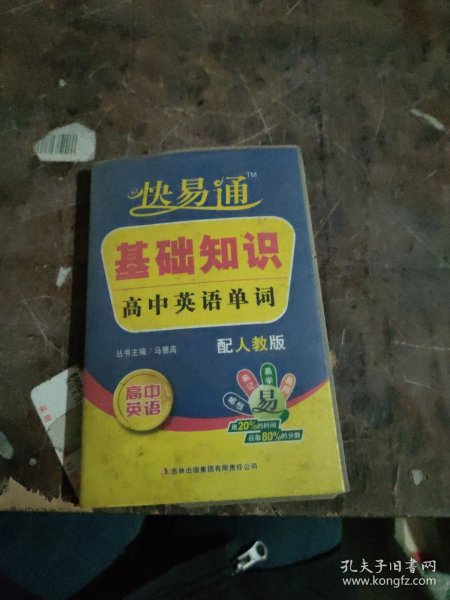 快易通™
基础知识
高中英语单词
丛书主编/马德高
配人教版
高中
英语
易学
易
用20%的时间
获取80%的分数
吉林出版集团有限责任公司
孔夫子旧书网
www.kongfz.com